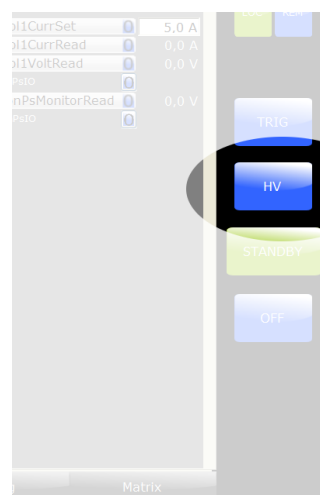 ol1CurrSet 5,0 A
ol1CurrRead 0,0 A
ol1VoltRead 0,0 V
PsIO
nPsMonitorRead 0,0 V
PsIO
TRIG
HV
STANDBY
OFF
Matrix